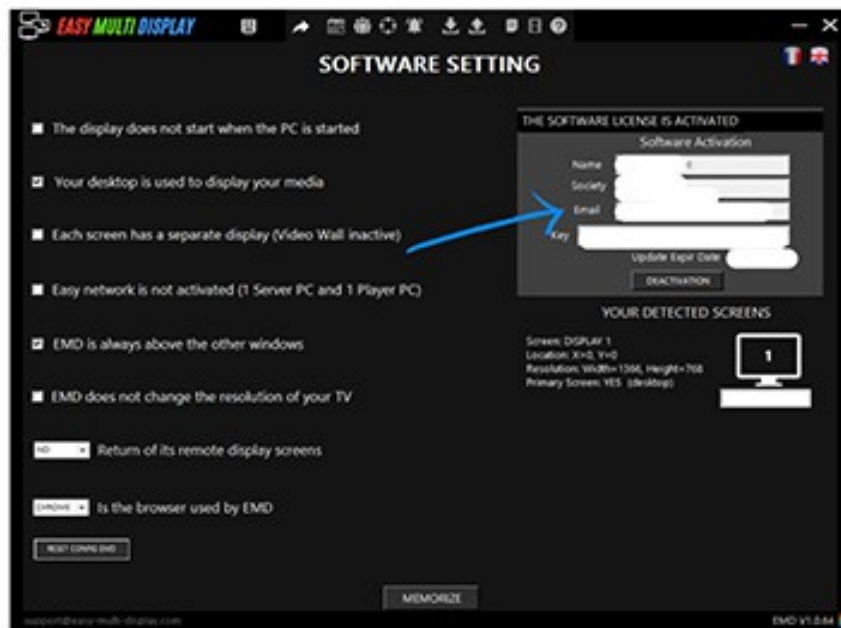 EASY MULTI DISPLAY
SOFTWARE SETTING
The display does not start when the PC is started
Your desktop is used to display your media
Each screen has a separate display (Video Wall inactive)
Easy network is not activated (1 Server PC and 1 Player PC)
EMD is always above the other windows
EMD does not change the resolution of your TV
NO
Return of its remote display screens
CHROME
Is the browser used by EMD
RESET CONFIG EMD
THE SOFTWARE LICENSE IS ACTIVATED
Software Activation
Name
E
Society
Email
Key
Update Expir Date
DEACTIVATION
YOUR DETECTED SCREENS
Screen: DISPLAY 1
Location: X=0, Y=0
Resolution: Width=1366, Height=768
Primary Screen: YES (desktop)
1
MEMORIZE
support@easy-multi-display.com
EMD V1.0.64